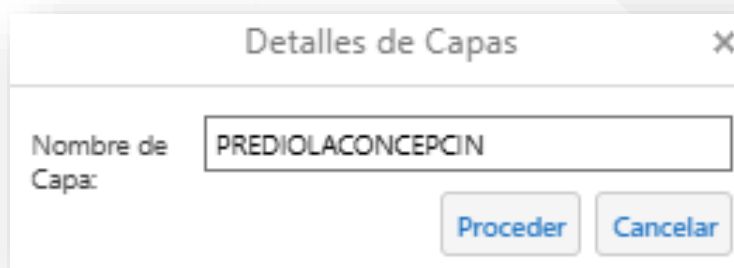 Detalles de Capas ×
Nombre de
Capa:
PREDIOLACONCEPCIN
Proceder Cancelar